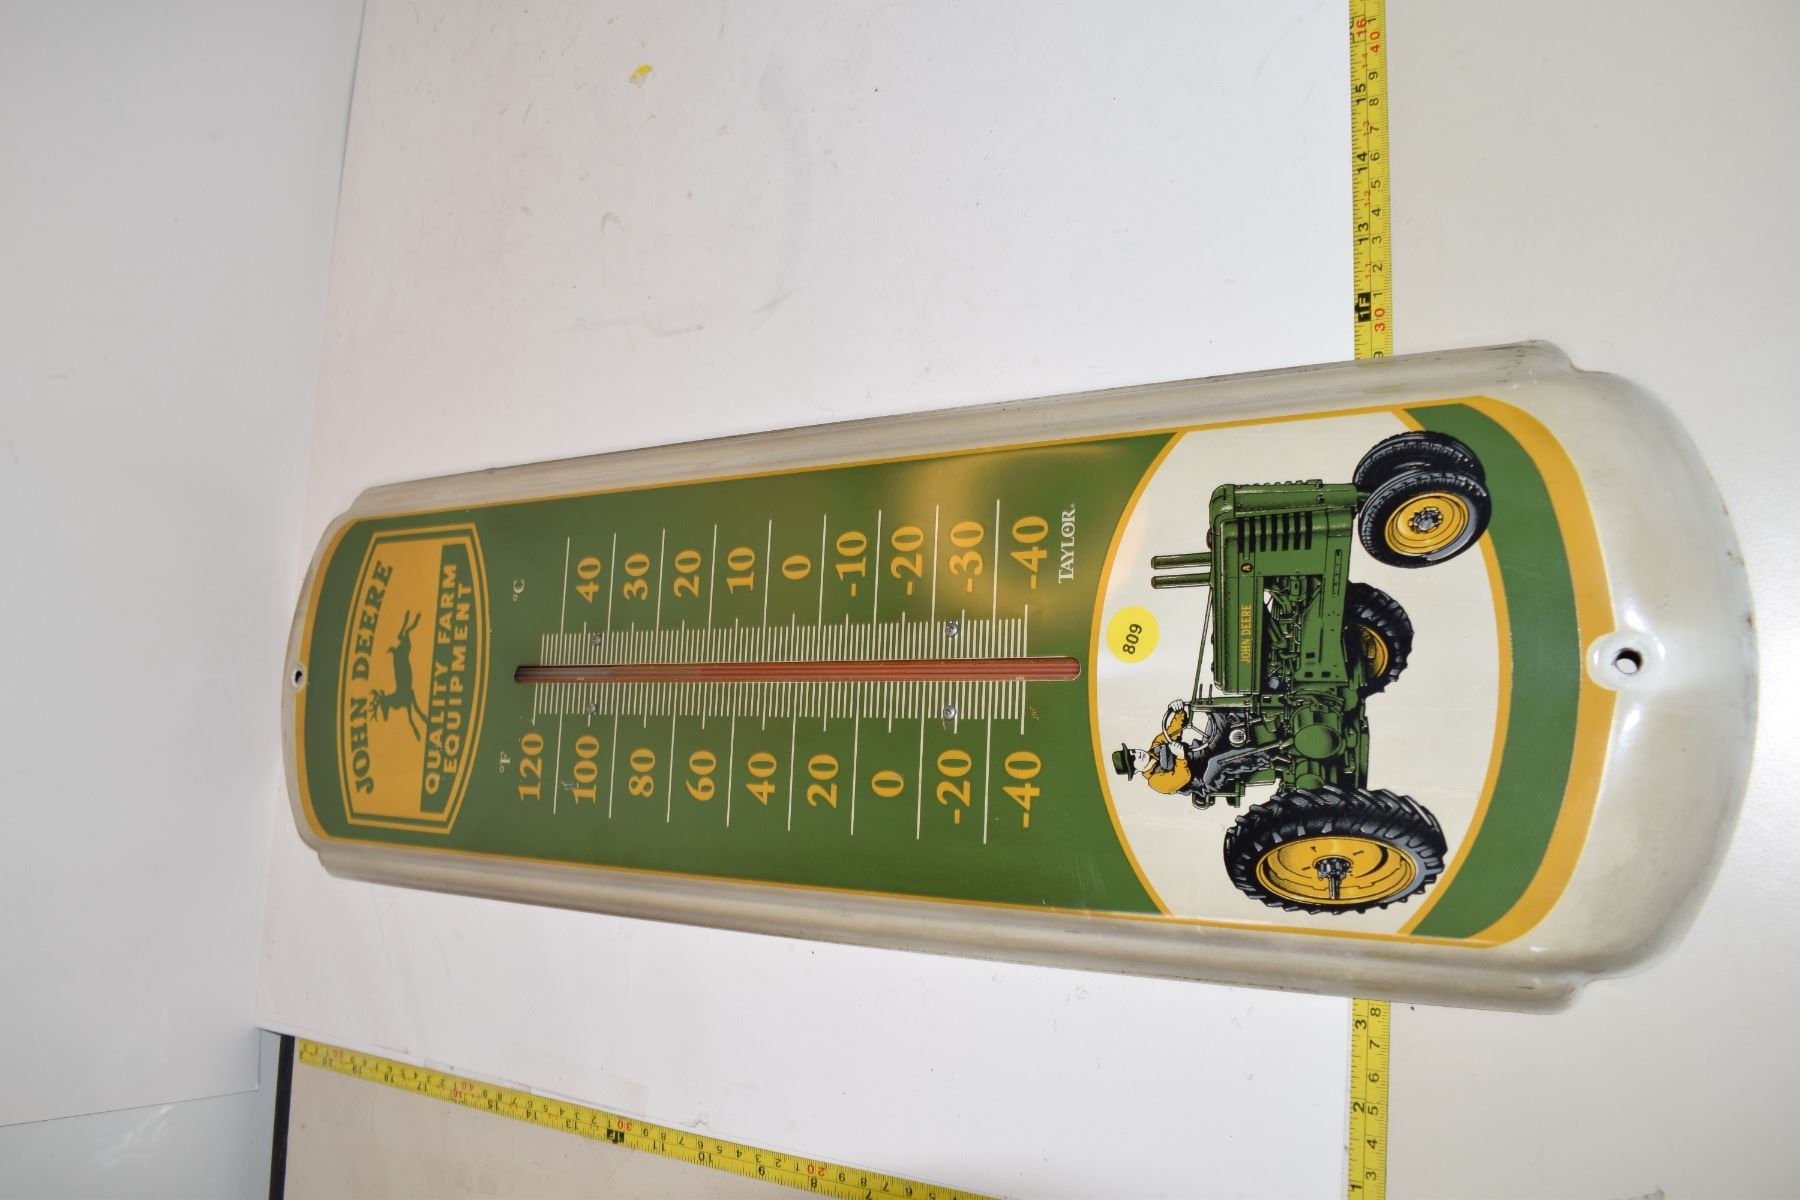 JOHN DEERE
QUALITY FARM
EQUIPMENT
°F °C
120
100 40
80 30
60 20
40 10
20 0
0 -10
-20 -20
-30
-40 -40
TAYLOR®
809
JOHN DEERE
A